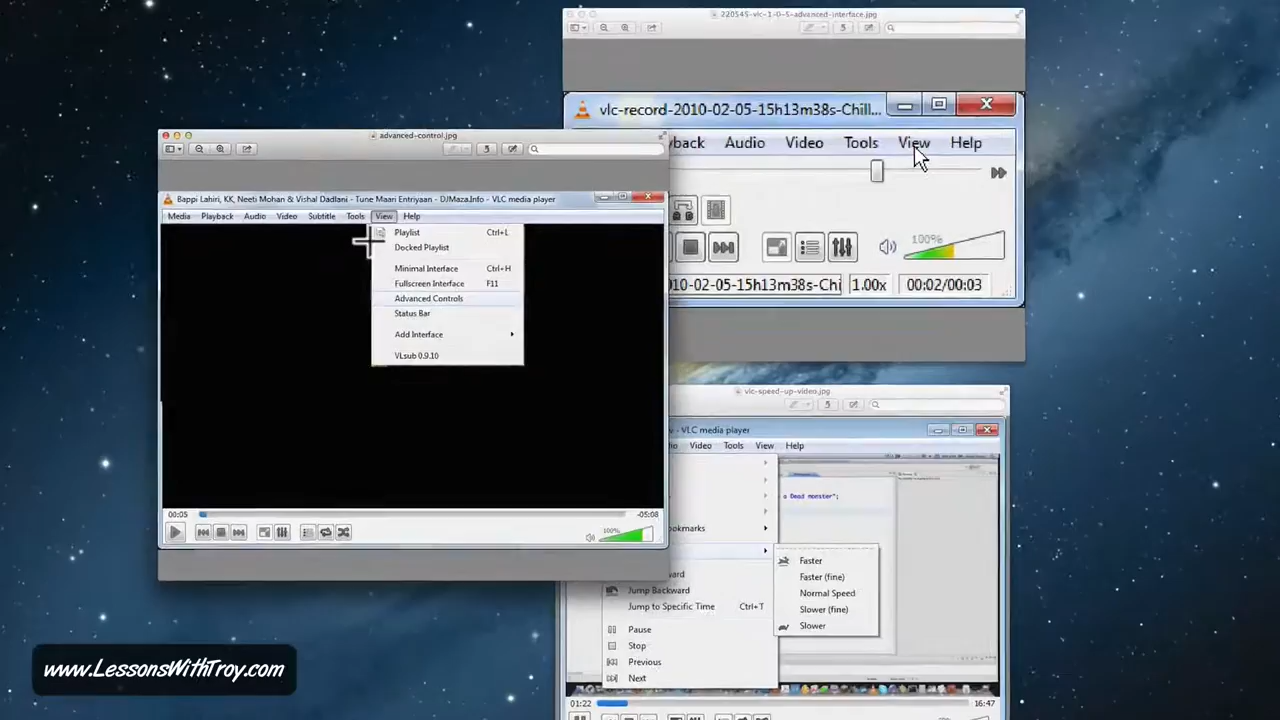 220545-vlc-1-0-5-advanced-interface.jpg
vlc-record-2010-02-05-15h13m38s-Chill...
yback Audio Video Tools View Help
100%
010-02-05-15h13m38s-Chi 1.00x 00:02/00:03
advanced-control.jpg
Bappi Lahiri, KK, Neeti Mohan & Vishal Dadlani - Tune Maari Entriyaan - DJMaza.Info - VLC media player
Media Playback Audio Video Subtitle Tools View Help
Playlist Ctrl+L
Docked Playlist
Minimal Interface Ctrl+H
Fullscreen Interface F11
Advanced Controls
Status Bar
Add Interface
VLsub 0.9.10
00:05 -05:08
100%
vlc-speed-up-video.jpg
- VLC media player
Video Tools View Help
a Dead monster";
ookmarks
Faster
Faster (fine)
Normal Speed
Slower (fine)
Slower
ward
Jump Backward
Jump to Specific Time Ctrl+T
Pause
Stop
Previous
Next
01:22 16:47
www.LessonsWithTroy.com